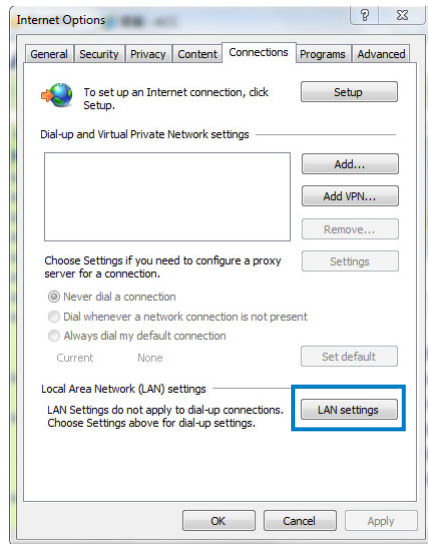 Internet Options
General Security Privacy Content Connections Programs Advanced
To set up an Internet connection, click
Setup.
Setup
Dial-up and Virtual Private Network settings
Add...
Add VPN...
Remove...
Choose Settings if you need to configure a proxy
server for a connection.
Settings
Never dial a connection
Dial whenever a network connection is not present
Always dial my default connection
Current None
Set default
Local Area Network (LAN) settings
LAN Settings do not apply to dial-up connections.
Choose Settings above for dial-up settings.
LAN settings
OK Cancel Apply